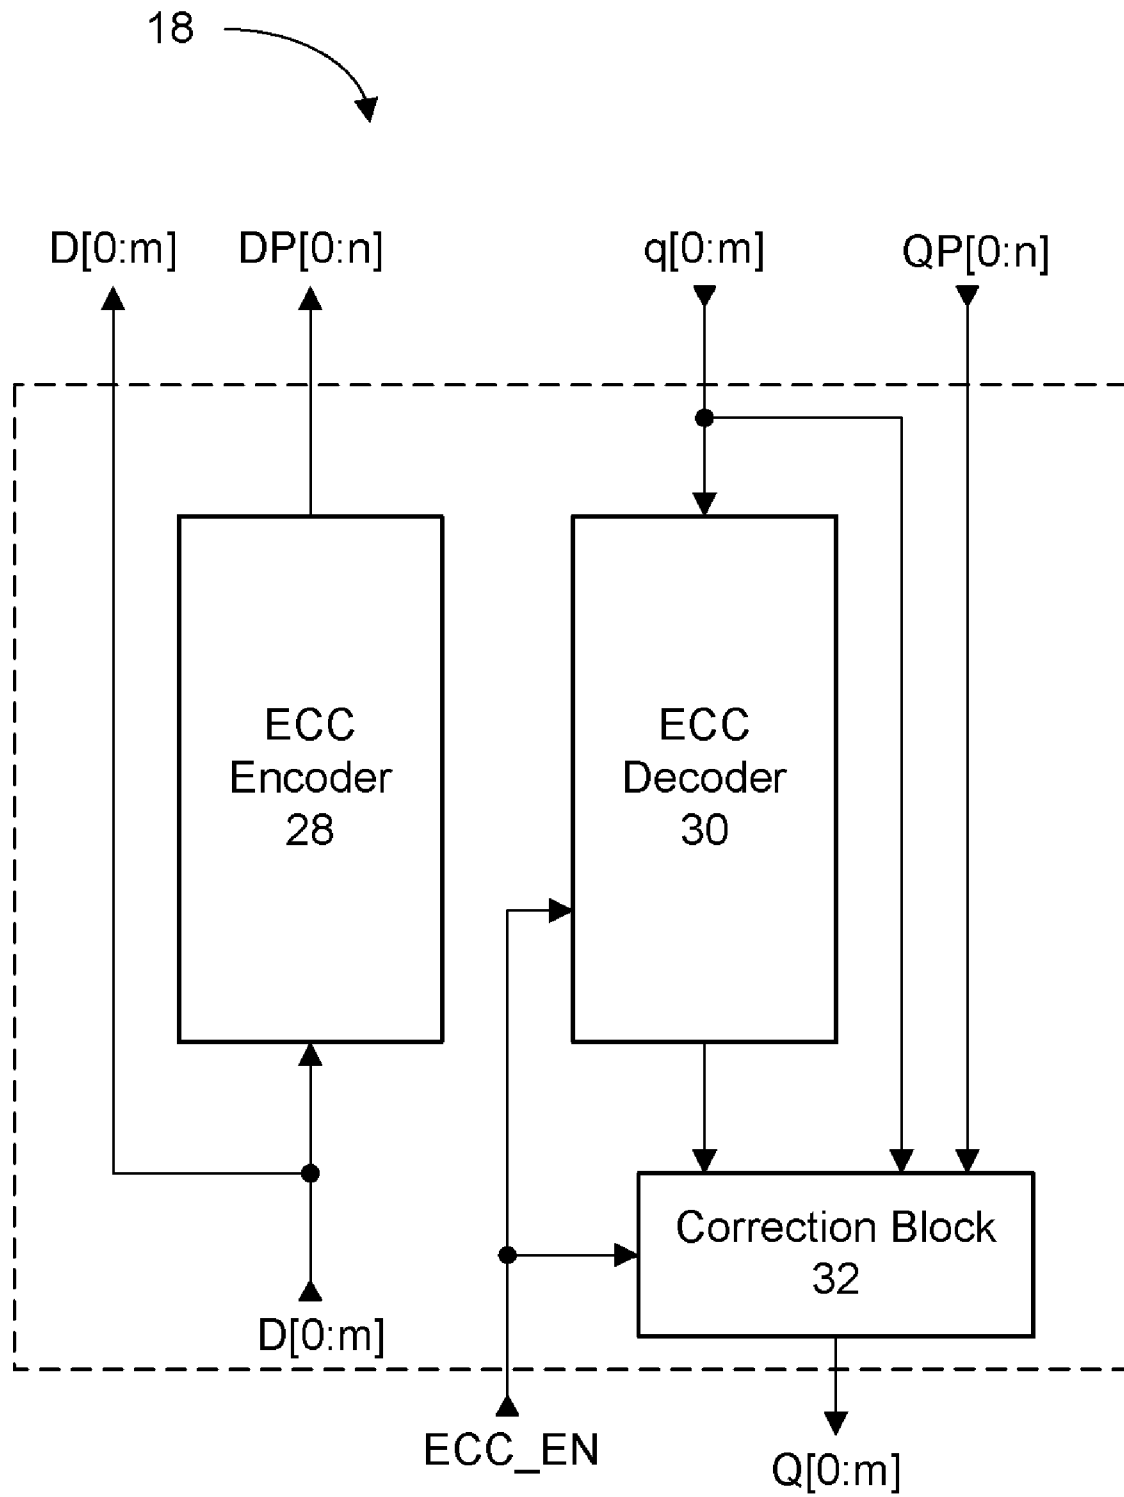 18
D[0:m]
DP[0:n]
q[0:m]
QP[0:n]
ECC
Encoder
28
ECC
Decoder
30
Correction Block
32
D[0:m]
ECC_EN
Q[0:m]